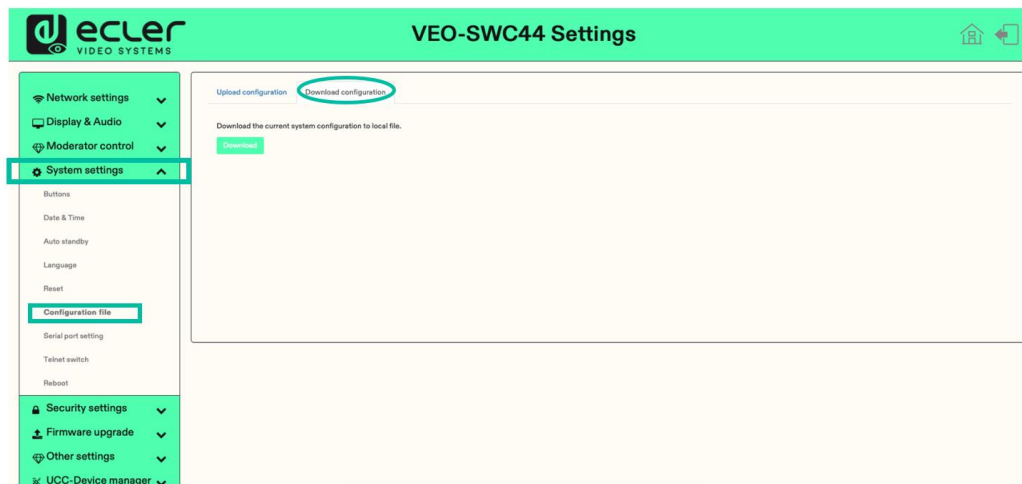 ecler
VIDEO SYSTEMS
VEO-SWC44 Settings
Network settings
Display & Audio
Moderator control
System settings
Buttons
Date & Time
Auto standby
Language
Reset
Configuration file
Serial port setting
Telnet switch
Reboot
Security settings
Firmware upgrade
Other settings
UCC-Device manager
Upload configuration
Download configuration
Download the current system configuration to local file.
Download